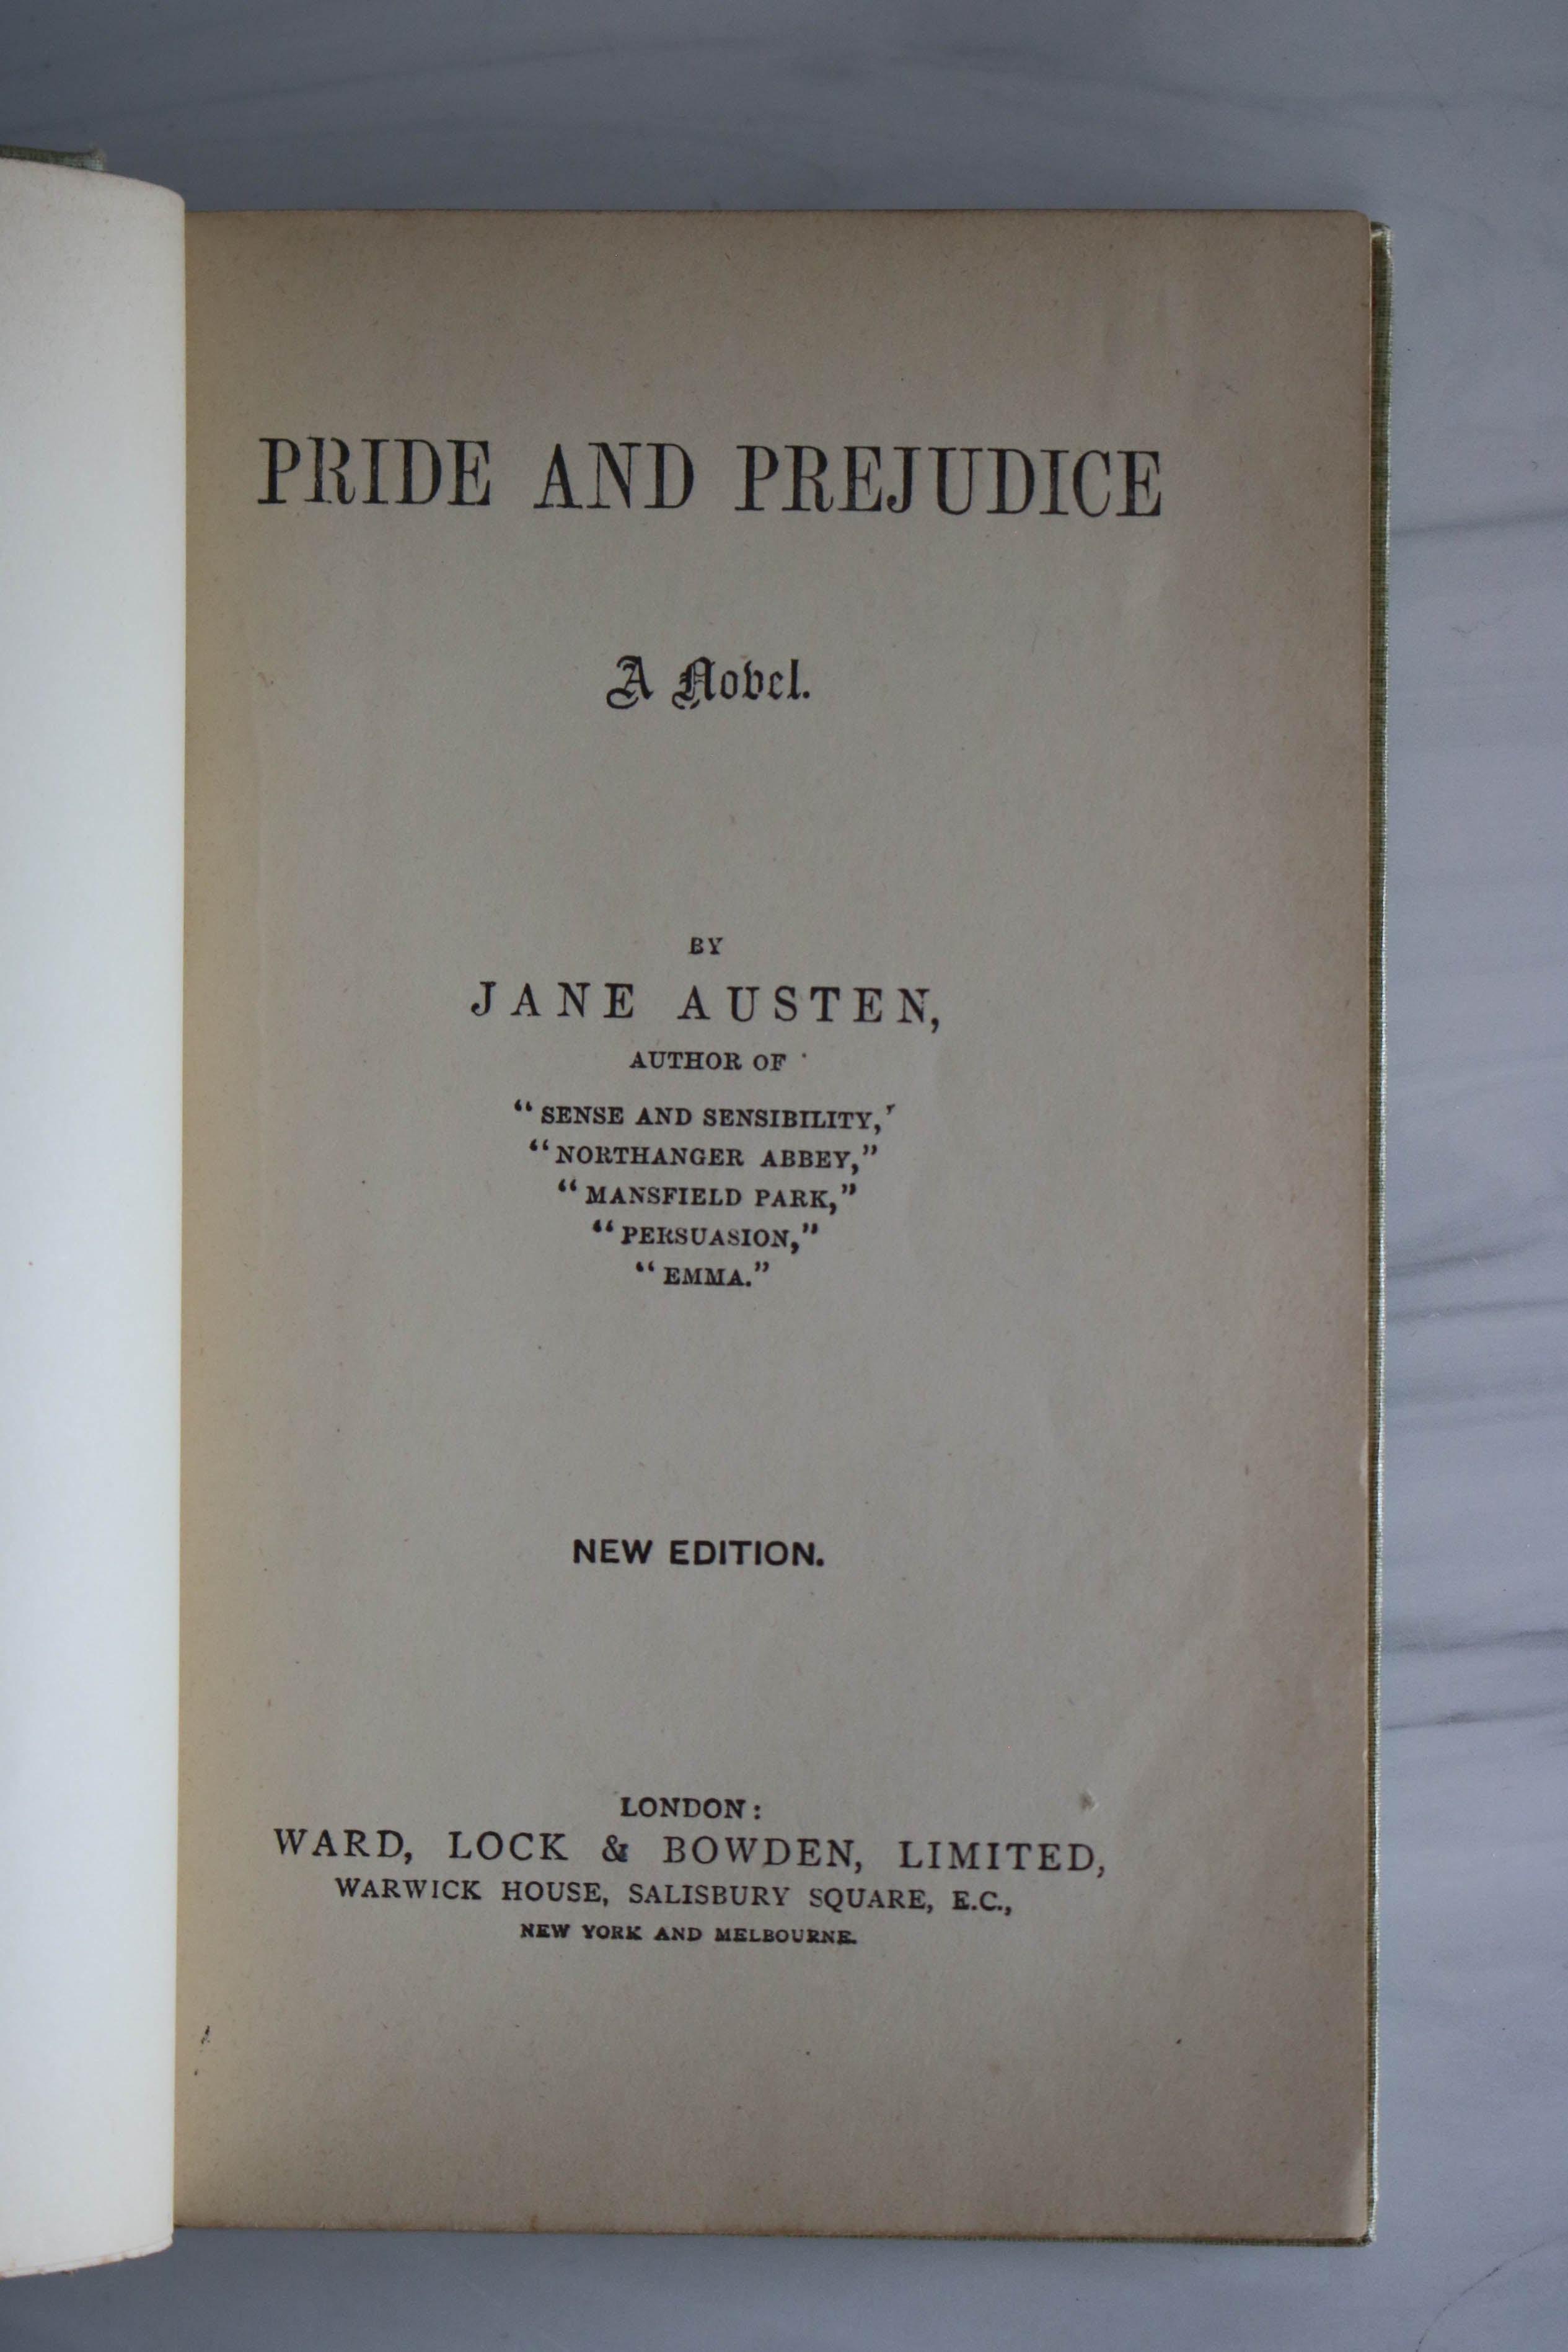 PRIDE AND PREJUDICE
A Novel.
BY
JANE AUSTEN,
AUTHOR OF
“SENSE AND SENSIBILITY,’
“NORTHANGER ABBEY,”
“MANSFIELD PARK,”
“PERSUASION,”
“EMMA.”
NEW EDITION.
LONDON:
WARD, LOCK & BOWDEN, LIMITED,
WARWICK HOUSE, SALISBURY SQUARE, E.C.,
NEW YORK AND MELBOURNE.